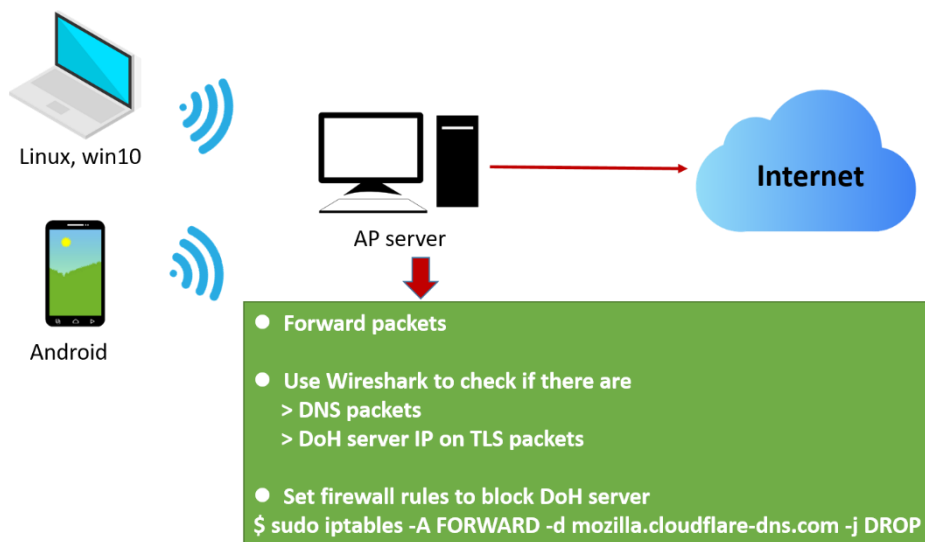 Linux, win10
Internet
AP server
Android
Forward packets
Use Wireshark to check if there are
> DNS packets
> DoH server IP on TLS packets
Set firewall rules to block DoH server
$ sudo iptables -A FORWARD -d mozilla.cloudflare-dns.com -j DROP